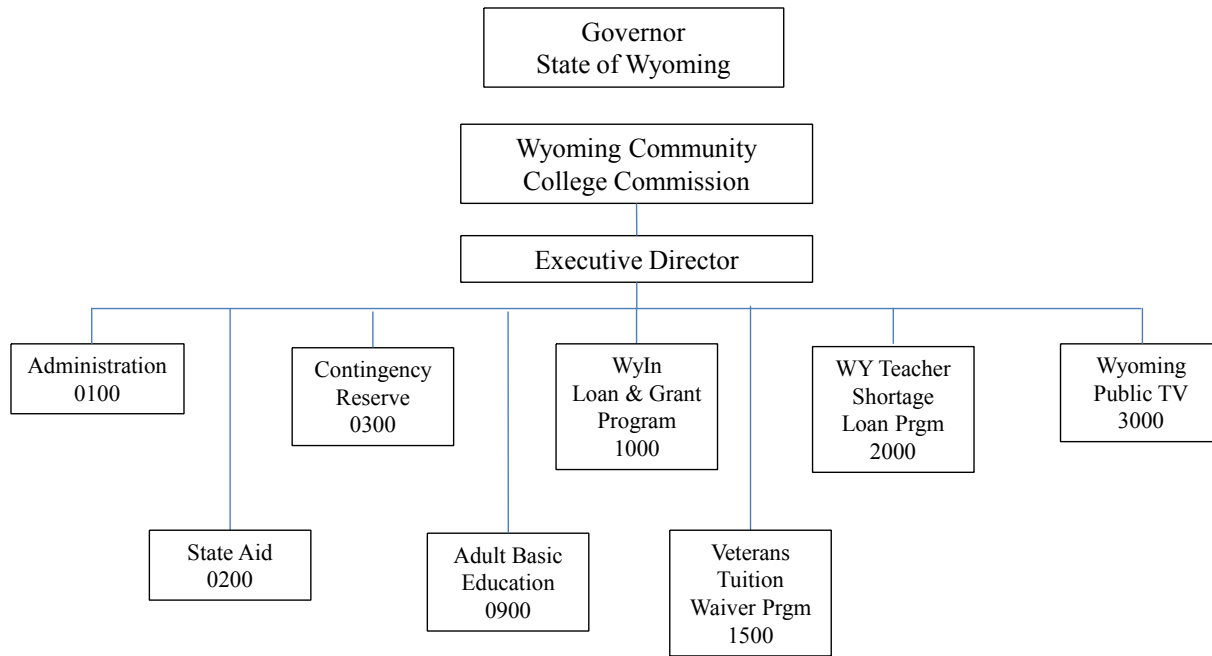 Governor
State of Wyoming
Wyoming Community
College Commission
Executive Director
Administration
0100
Contingency
Reserve
0300
WyIn
Loan & Grant
Program
1000
WY Teacher
Shortage
Loan Prgm
2000
Wyoming
Public TV
3000
State Aid
0200
Adult Basic
Education
0900
Veterans
Tuition
Waiver Prgm
1500